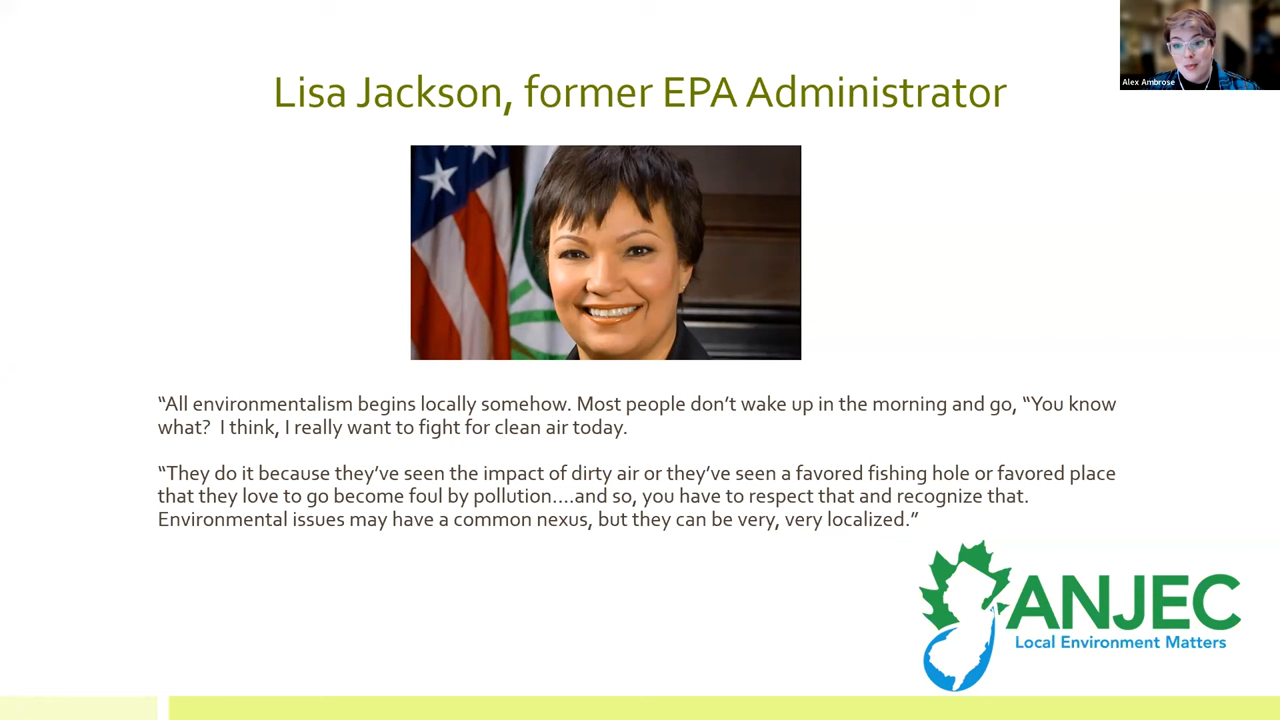 Lisa Jackson, former EPA Administrator
Alex Ambrose
“All environmentalism begins locally somehow. Most people don’t wake up in the morning and go, “You know
what?  I think, I really want to fight for clean air today.
“They do it because they’ve seen the impact of dirty air or they’ve seen a favored fishing hole or favored place
that they love to go become foul by pollution....and so, you have to respect that and recognize that.
Environmental issues may have a common nexus, but they can be very, very localized.”
ANJEC
Local Environment Matters